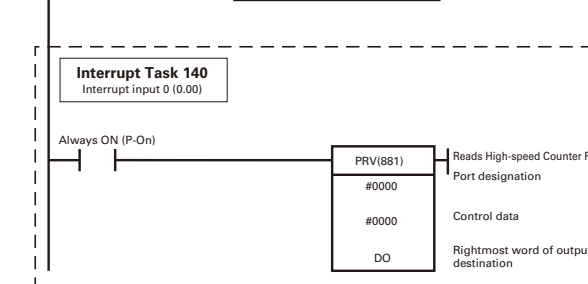 Interrupt Task 140
Interrupt input 0 (0.00)
Always ON (P-On)
PRV(881)
Reads High-speed Counter
Port designation
#0000
#0000
Control data
DO
Rightmost word of
destination